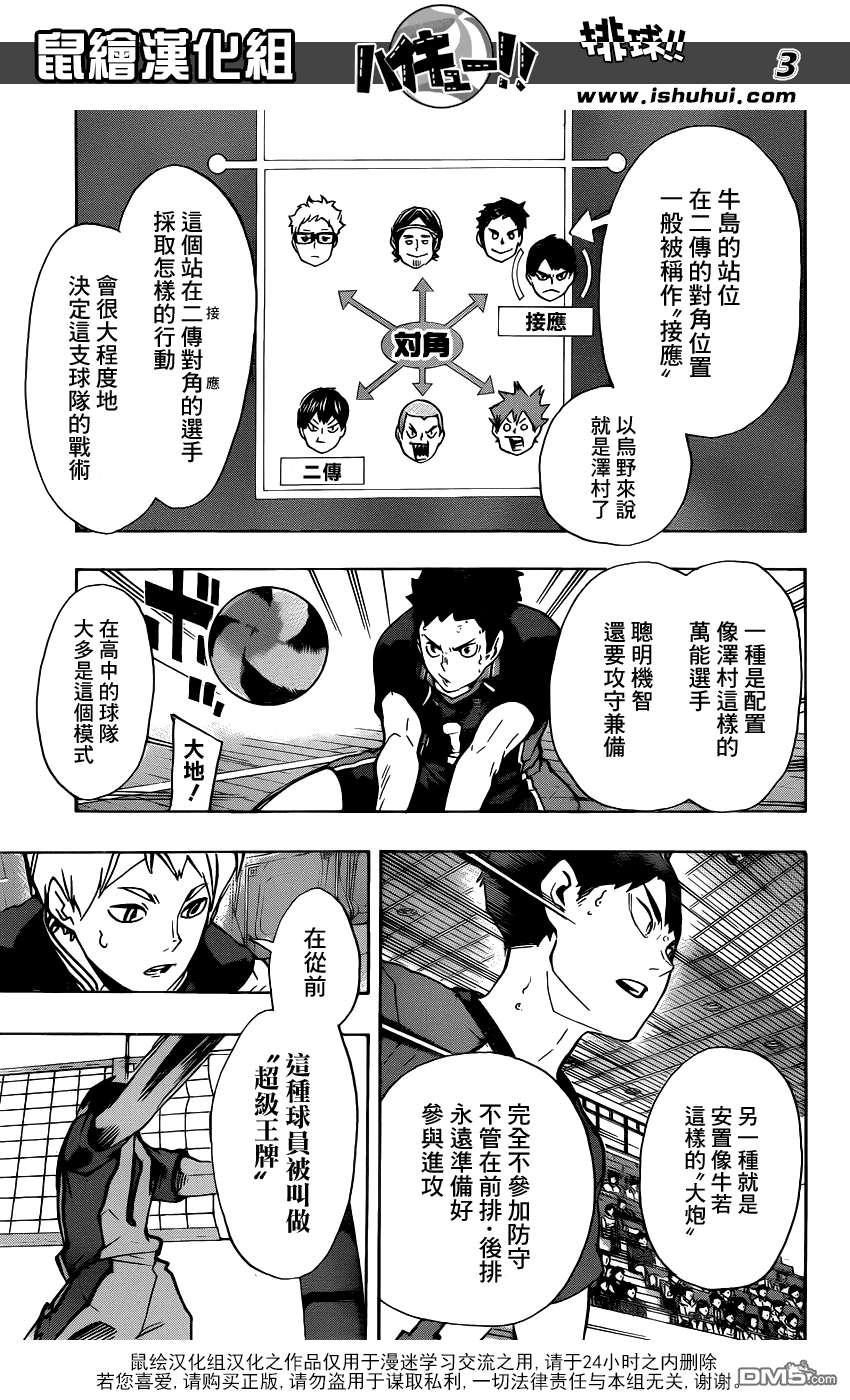 鼠繪漢化組
ハイキュー!!
排球!!
3
www.ishuhui.com
牛島的站位
在二傳的對角位置
一般被稱作〝接應〞
以烏野來說
就是澤村了
接應
対角
二傳
這個站在二傳對角的選手
接應
採取怎樣的行動
會很大程度地
決定這支球隊的戰術
一種是配置
像澤村這樣的
萬能選手
聰明機智
還要攻守兼備
大地！
在高中的球隊
大多是這個模式
另一種就是
安置像牛若
這樣的〝大炮〞
完全不參加防守
不管在前排·後排
永遠準備好
參與進攻
在從前
這種球員被叫做
〝超級王牌〞
鼠绘汉化组汉化之作品仅用于漫迷学习交流之用, 请于24小时之内删除
若您喜爱, 请购买正版, 请勿用于谋取私利, 一切法律责任与本组无关, 谢谢。
DM5.com